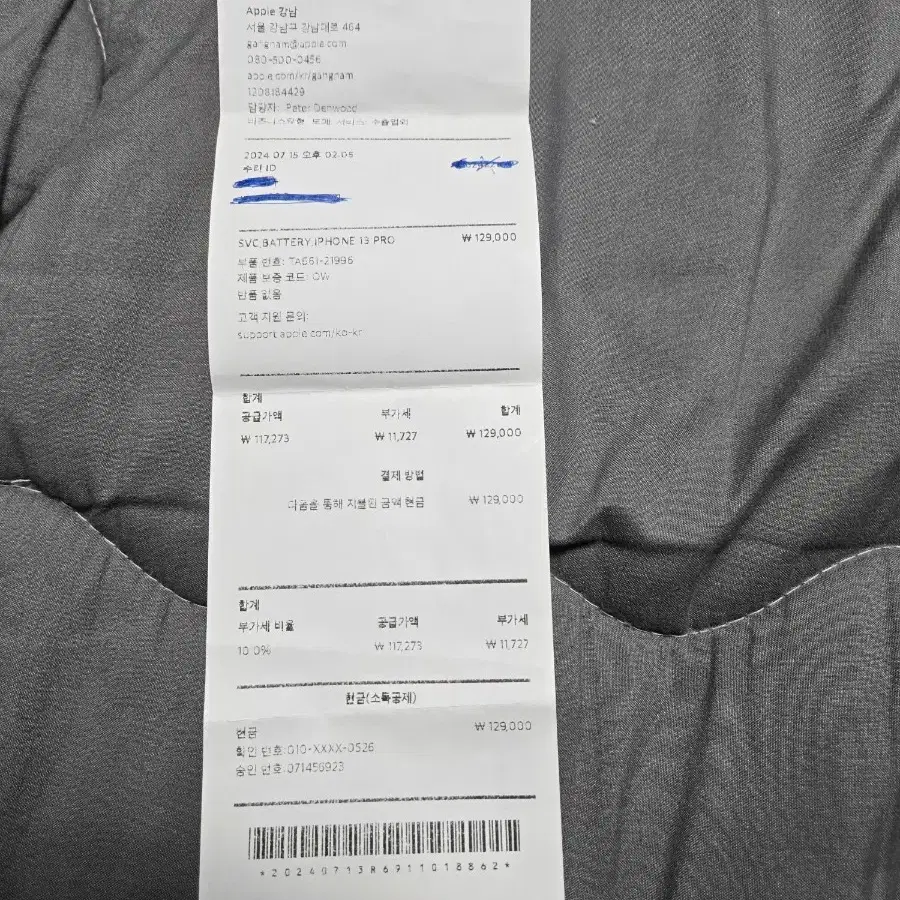 Apple 강남
서울 강남구 강남대로 464
gangnam@apple.com
080-500-0456
apple.com/kr/gangnam
1208184429
담당자: Peter Denwood
2024 07 15 오후 02:05
수리 ID
SVC,BATTERY,IPHONE 13 PRO ₩ 129,000
부품 번호: TA661-21996
제품 보증 코드: OW
반품 없음
고객 지원 문의:
support.apple.com/ko-kr
합계
공급가액 부가세 합계
₩ 117,273 ₩ 11,727 ₩ 129,000
결제 방법
다음을 통해 지불된 금액 현금 ₩ 129,000
합계
부가세 비율 공급가액 부가세
10.0% ₩ 117,273 ₩ 11,727
현금(소득공제)
현금 ₩ 129,000
확인 번호:010-XXXX-0526
승인 번호:071456923
*2024071386911018862*